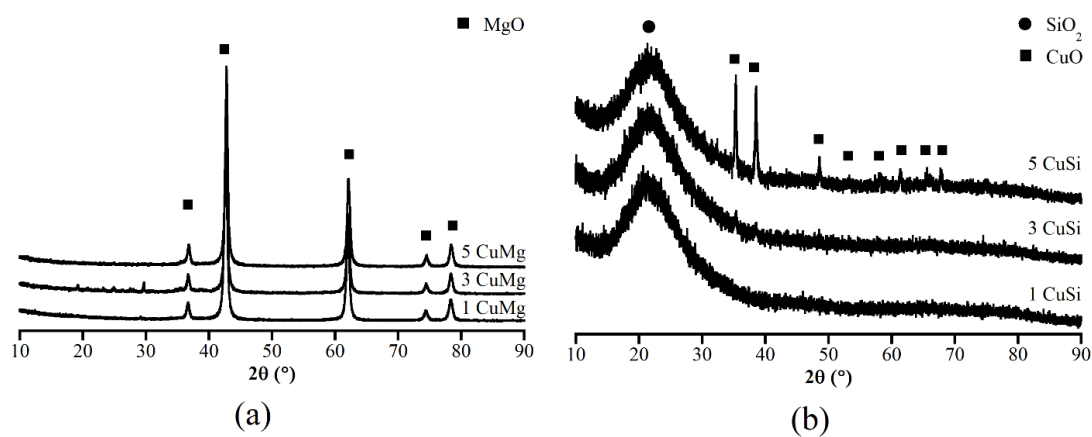 MgO
5 CuMg
3 CuMg
1 CuMg
10 20 30 40 50 60 70 80 90
2θ (°)
(a)
SiO₂
CuO
5 CuSi
3 CuSi
1 CuSi
10 20 30 40 50 60 70 80 90
2θ (°)
(b)